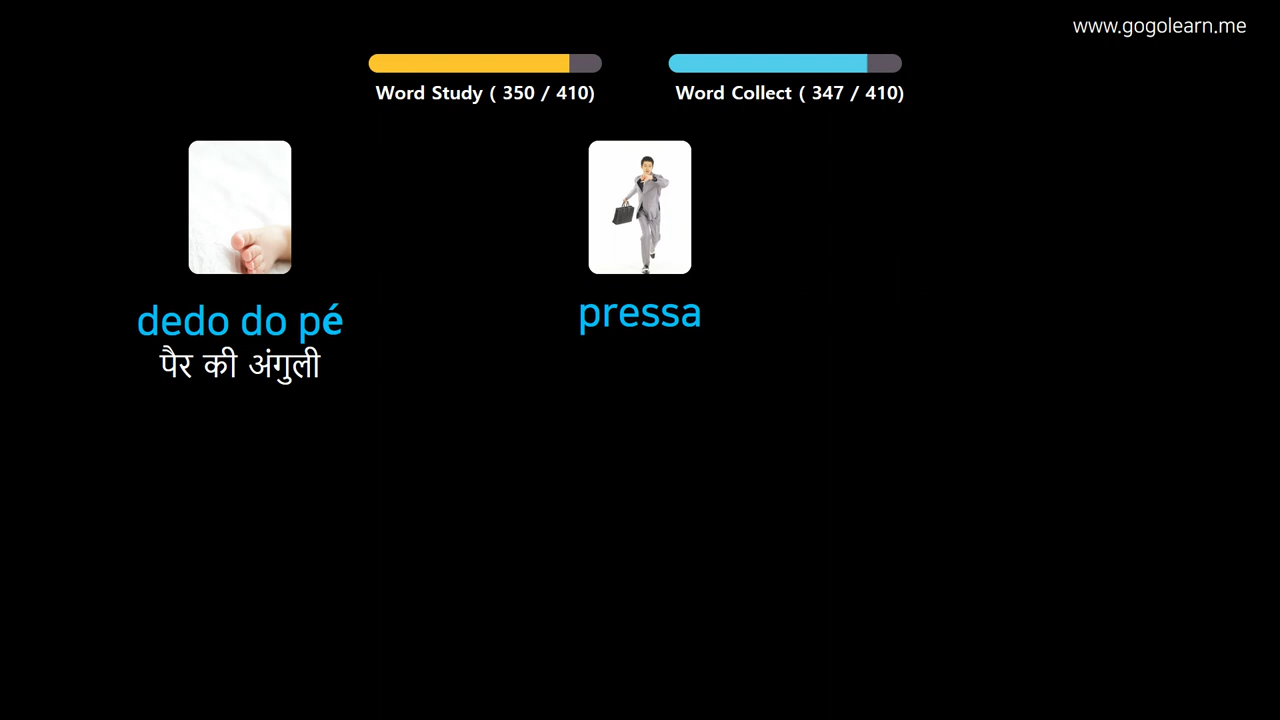 www.gogolearn.me
Word Study ( 350 / 410)
Word Collect ( 347 / 410)
dedo do pé
पैर की अंगुली
pressa